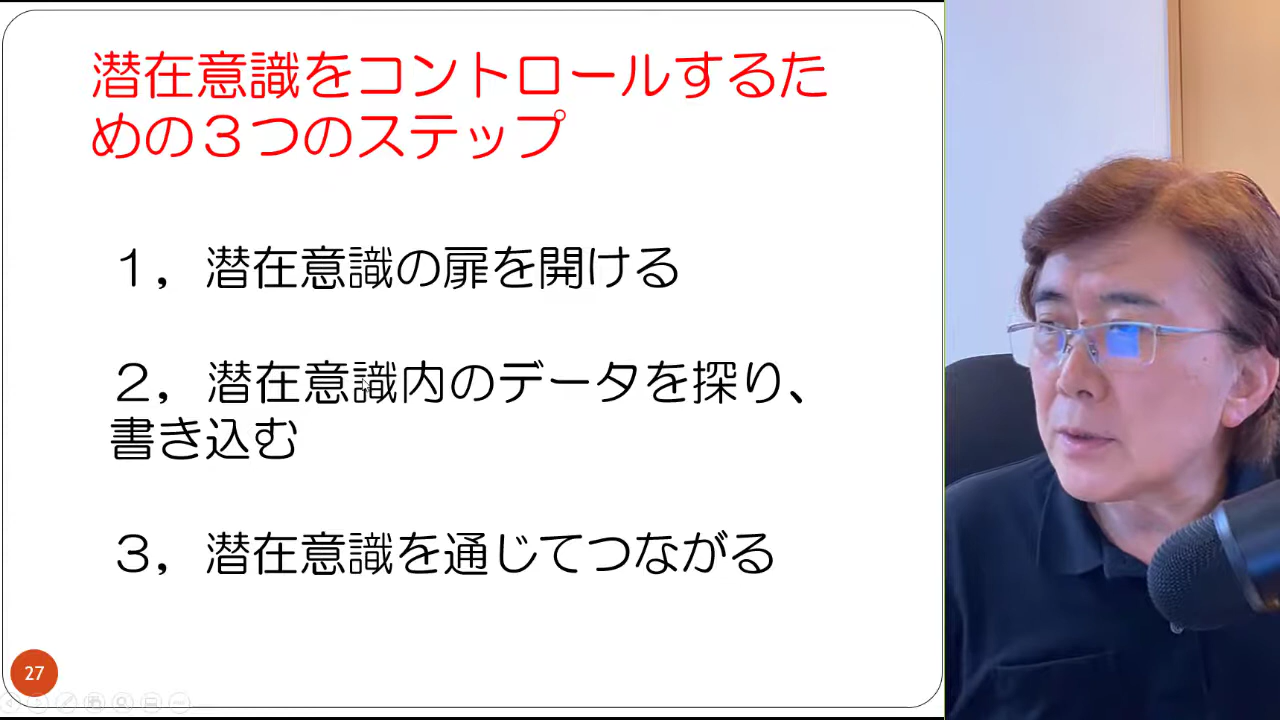 潜在意識をコントロールするた
めの３つのステップ
１，潜在意識の扉を開ける
２，潜在意識内のデータを探り、
書き込む
３，潜在意識を通じてつながる
27